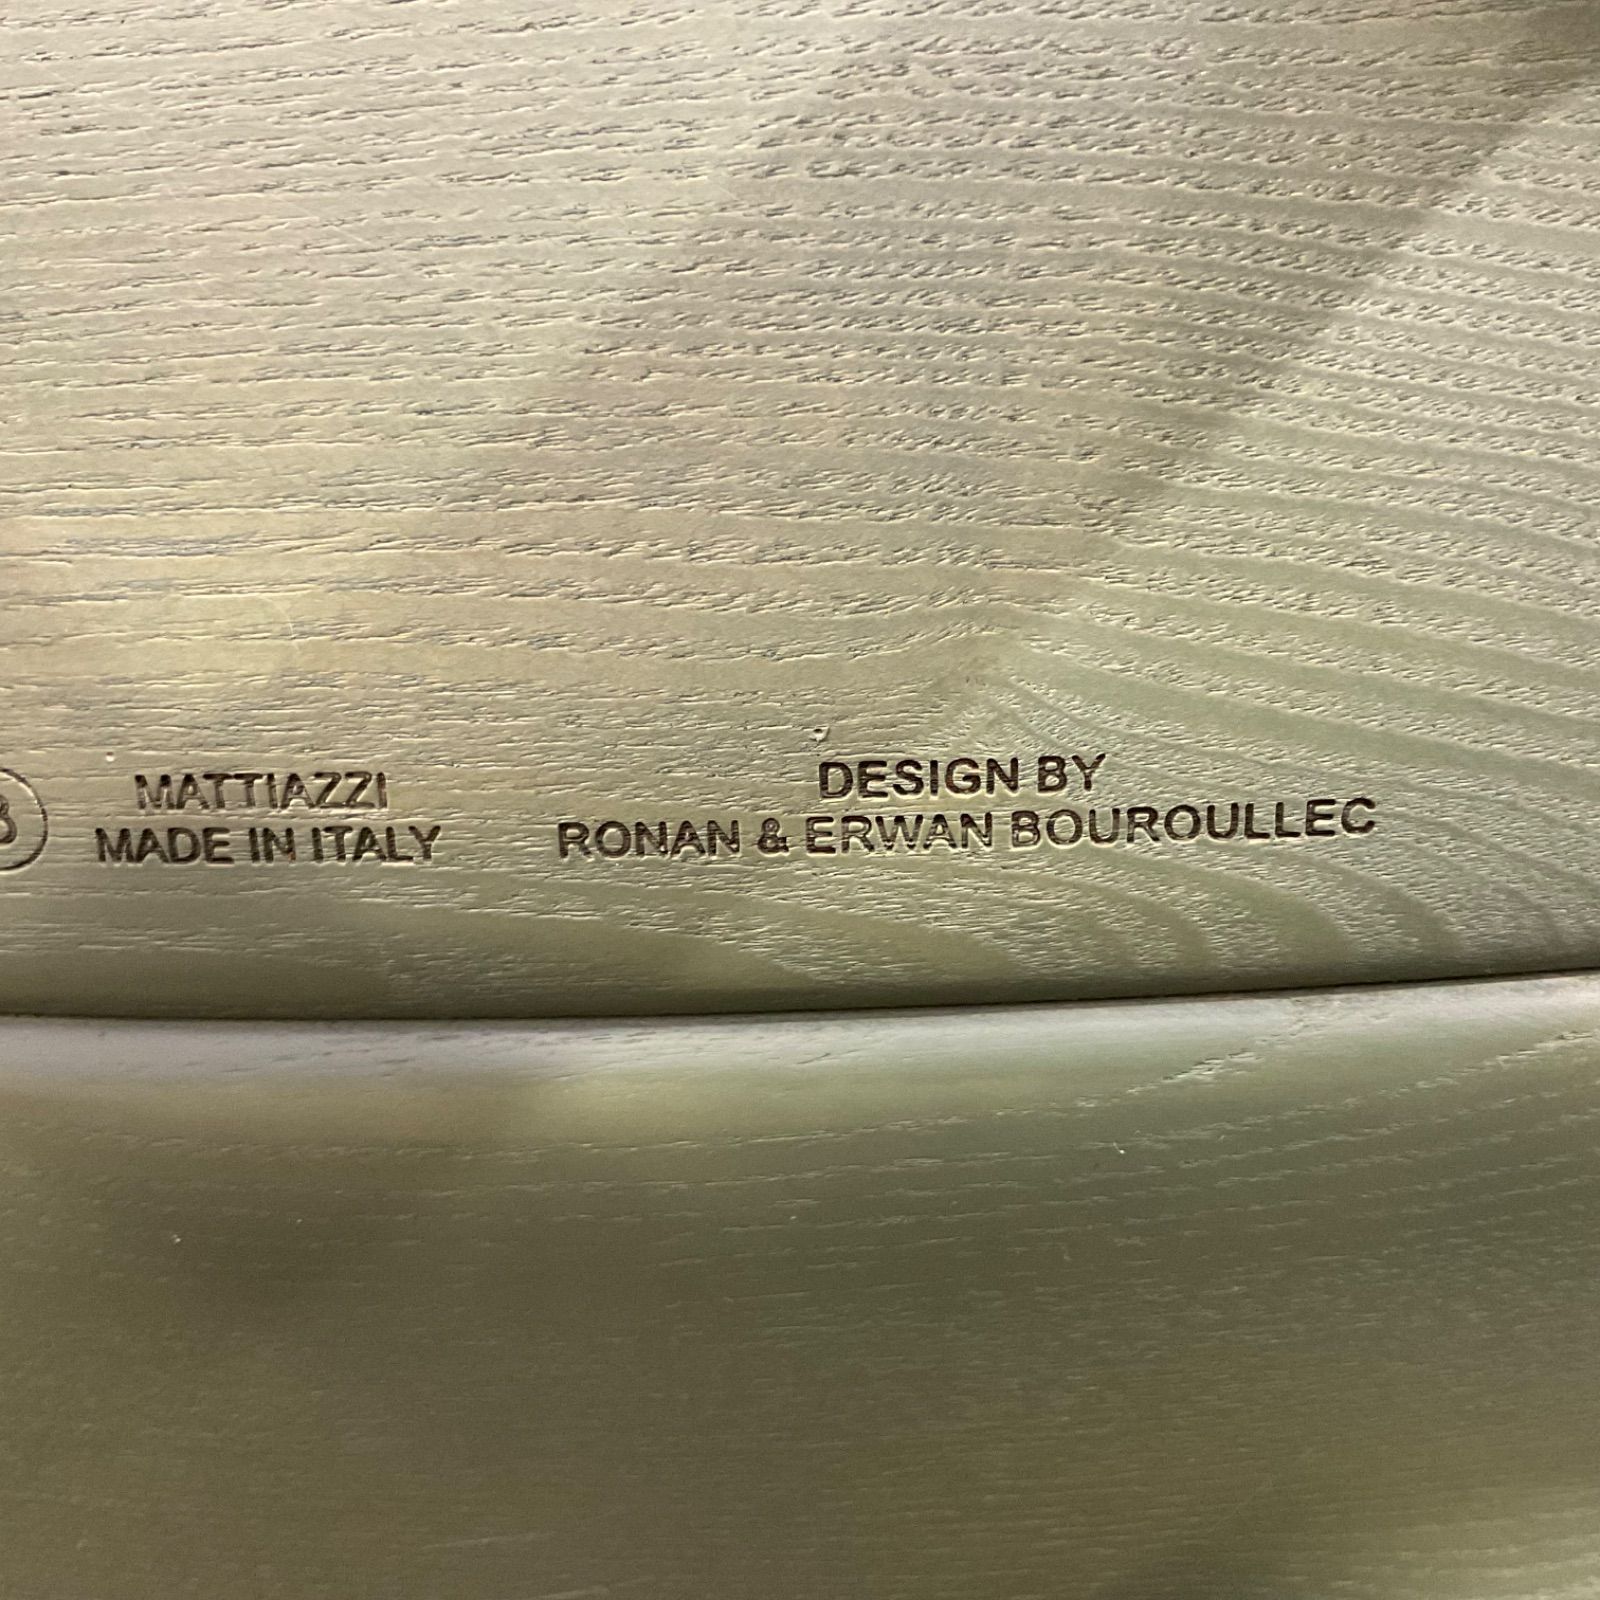 MATTIAZZI
MADE IN ITALY
DESIGN BY
RONAN & ERWAN BOUROULLEC